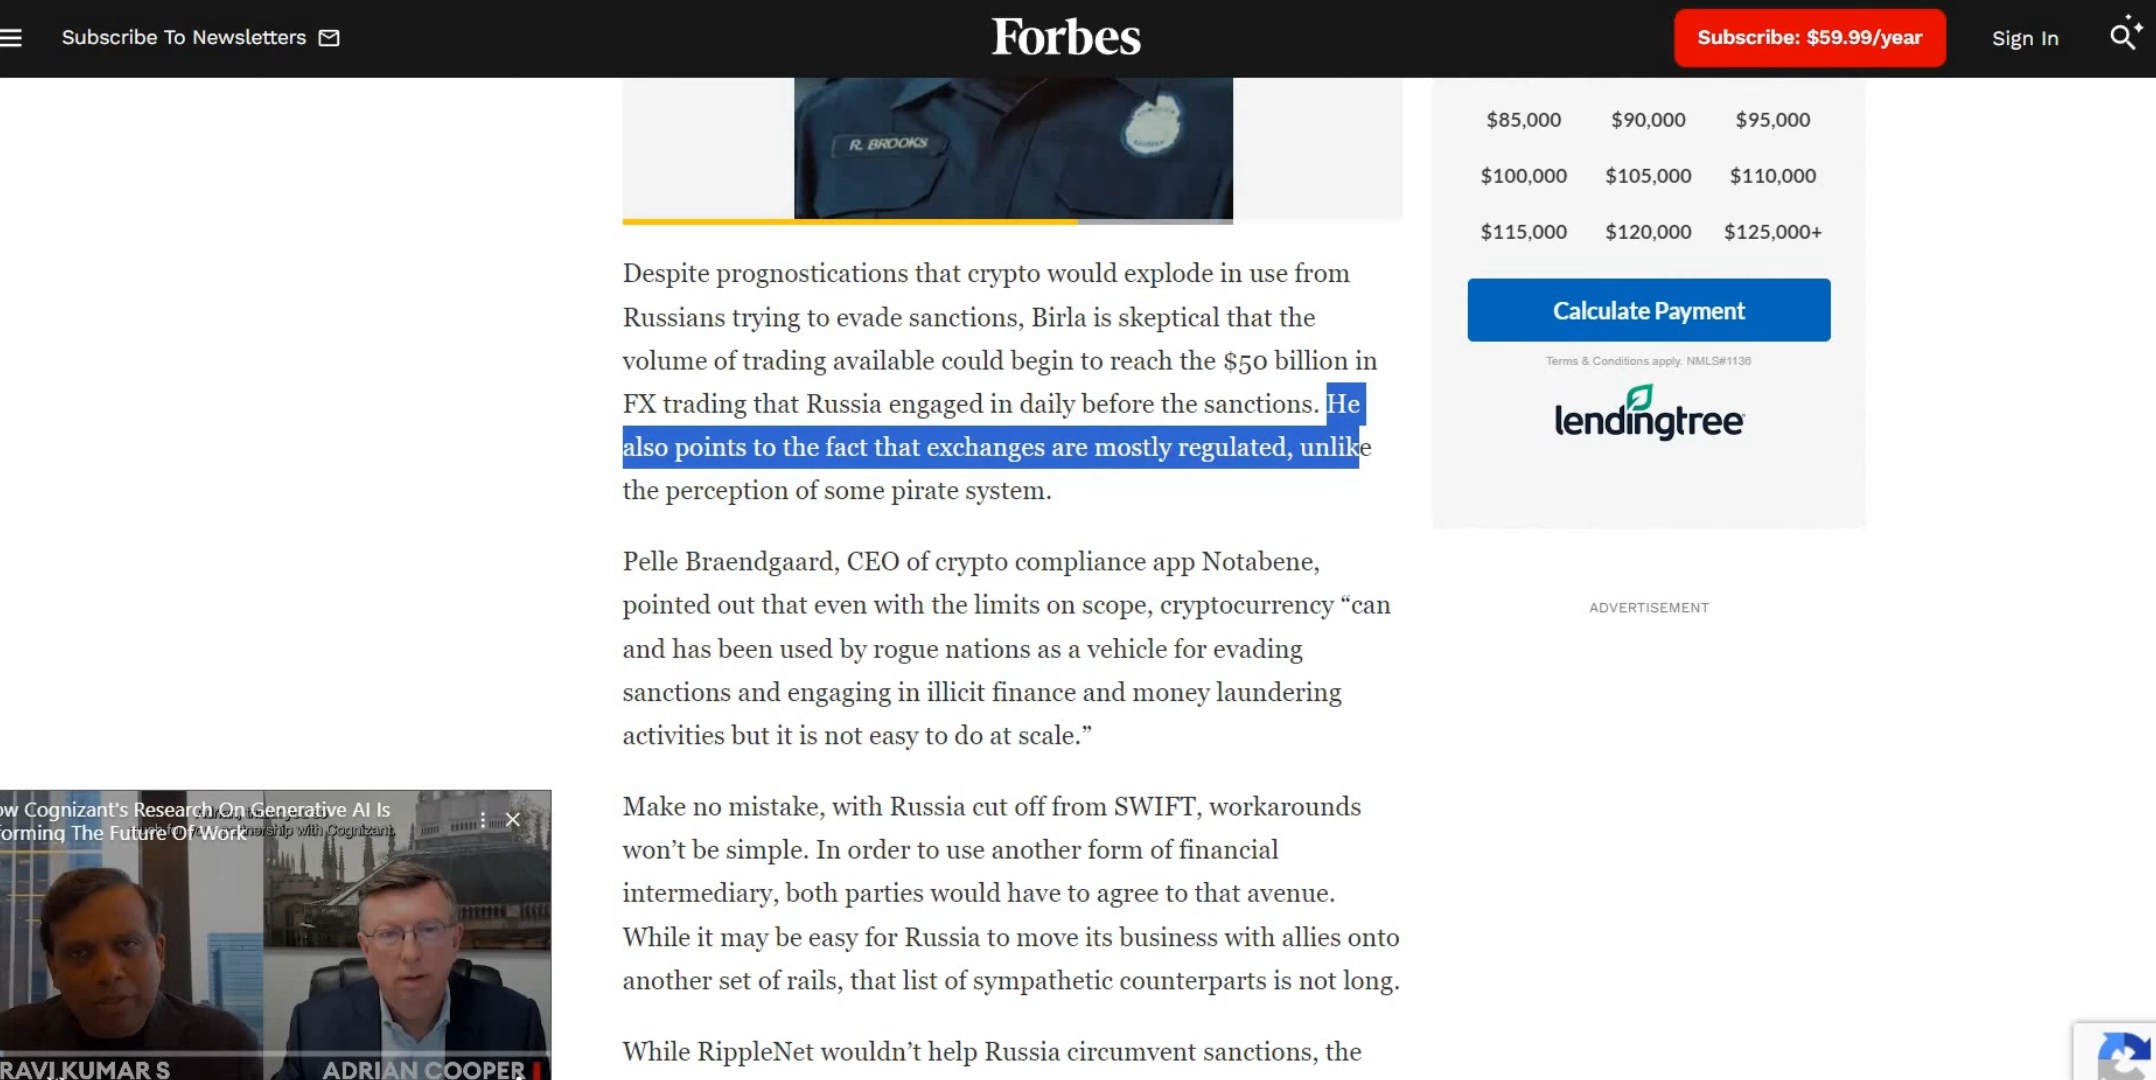 Subscribe To Newsletters
Forbes
Subscribe: $59.99/year
Sign In
R. BROOKS
Despite prognostications that crypto would explode in use from
Russians trying to evade sanctions, Birla is skeptical that the
volume of trading available could begin to reach the $50 billion in
FX trading that Russia engaged in daily before the sanctions. He
also points to the fact that exchanges are mostly regulated, unlike
the perception of some pirate system.
Pelle Braendgaard, CEO of crypto compliance app Notabene,
pointed out that even with the limits on scope, cryptocurrency “can
and has been used by rogue nations as a vehicle for evading
sanctions and engaging in illicit finance and money laundering
activities but it is not easy to do at scale.”
Make no mistake, with Russia cut off from SWIFT, workarounds
won’t be simple. In order to use another form of financial
intermediary, both parties would have to agree to that avenue.
While it may be easy for Russia to move its business with allies onto
another set of rails, that list of sympathetic counterparts is not long.
While RippleNet wouldn’t help Russia circumvent sanctions, the
$85,000 $90,000 $95,000
$100,000 $105,000 $110,000
$115,000 $120,000 $125,000+
Calculate Payment
Terms & Conditions apply. NMLS#1136
lendingtree
ADVERTISEMENT
ow Cognizant's Research On Generative AI Is
forming The Future Of Work
with Cognizant,
RAVI KUMAR S
ADRIAN COOPER